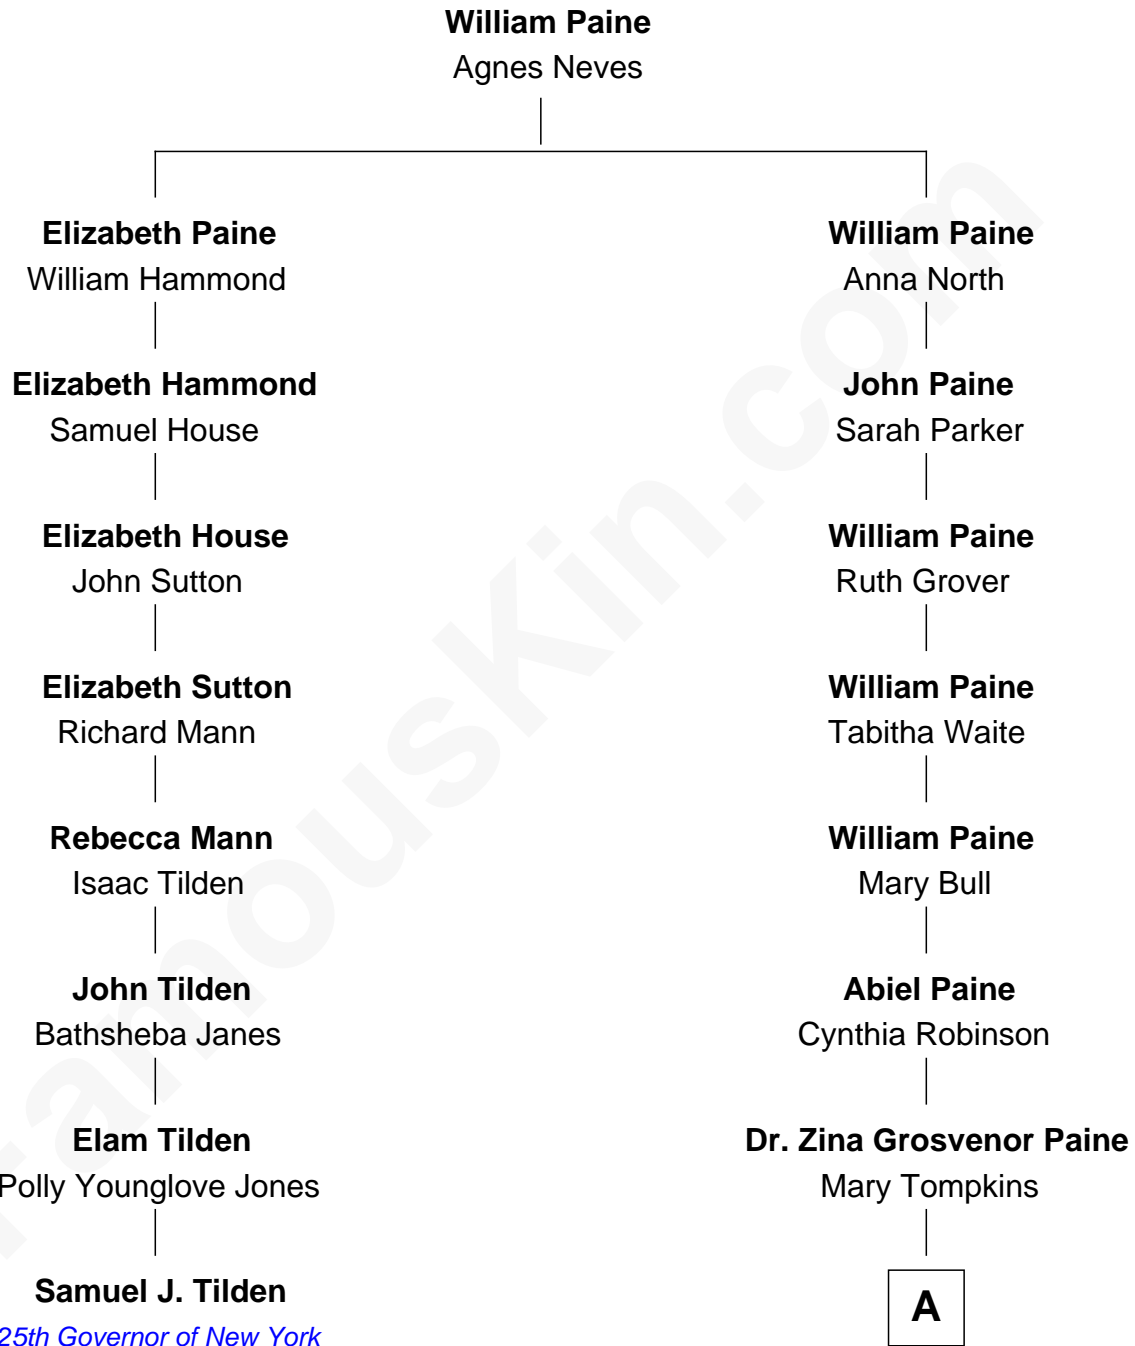 William Paine
Agnes Neves
Elizabeth Paine
William Hammond
William Paine
Anna North
Elizabeth Hammond
Samuel House
John Paine
Sarah Parker
Elizabeth House
John Sutton
William Paine
Ruth Grover
Elizabeth Sutton
Richard Mann
William Paine
Tabitha Waite
Rebecca Mann
Isaac Tilden
William Paine
Mary Bull
John Tilden
Bathsheba Janes
Abiel Paine
Cynthia Robinson
Elam Tilden
Polly Younglove Jones
Dr. Zina Grosvenor Paine
Mary Tompkins
Samuel J. Tilden
25th Governor of New York
A
famouskin.com